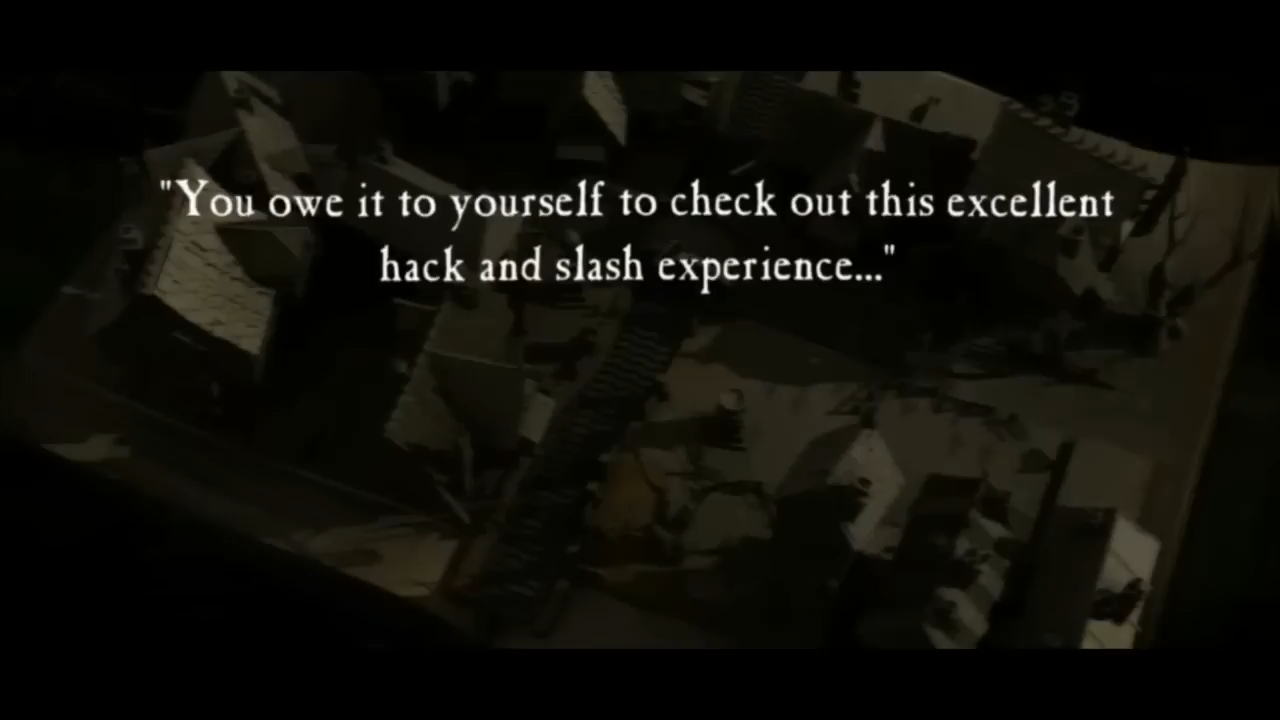 "You owe it to yourself to check out this excellent
hack and slash experience..."